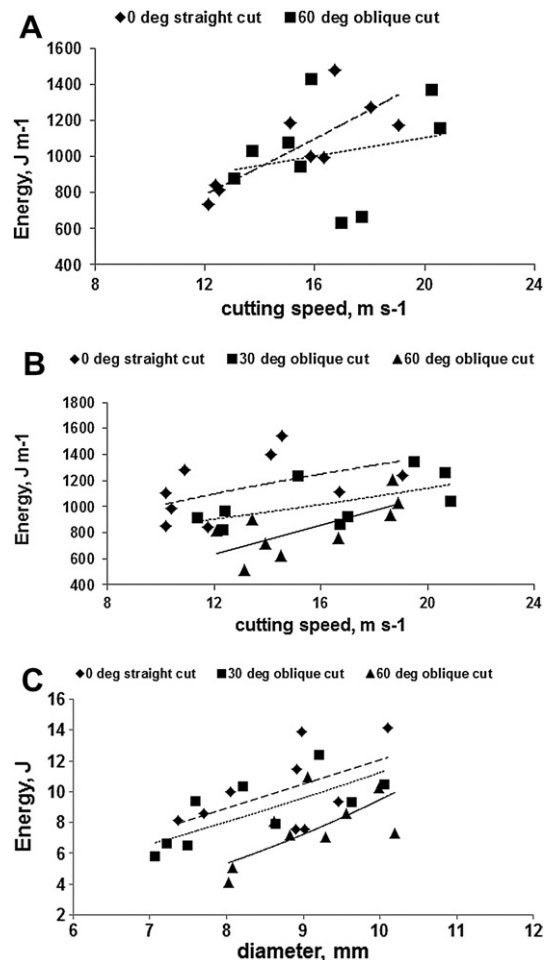 A
0 deg straight cut 60 deg oblique cut
1600
1400
1200
1000
800
600
400
Energy, J m-1
8 12 16 20 24
cutting speed, m s-1
B
0 deg straight cut 30 deg oblique cut 60 deg oblique cut
1800
1600
1400
1200
1000
800
600
400
Energy, J m-1
8 12 16 20 24
cutting speed, m s-1
C
0 deg straight cut 30 deg oblique cut 60 deg oblique cut
16
14
12
10
8
6
4
2
Energy, J
6 7 8 9 10 11 12
diameter, mm